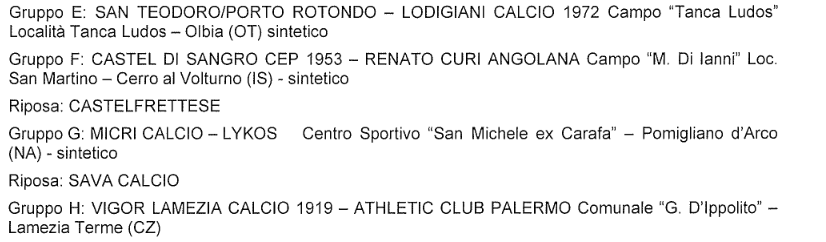 Gruppo E: SAN TEODORO/PORTO ROTONDO – LODIGIANI CALCIO 1972 Campo “Tanca Ludos”
Località Tanca Ludos – Olbia (OT) sintetico
Gruppo F: CASTEL DI SANGRO CEP 1953 – RENATO CURI ANGOLANA Campo “M. Di Ianni” Loc.
San Martino – Cerro al Volturno (IS) - sintetico
Riposa: CASTELFRETTESE
Gruppo G: MICRI CALCIO – LYKOS Centro Sportivo “San Michele ex Carafa” – Pomigliano d’Arco
(NA) - sintetico
Riposa: SAVA CALCIO
Gruppo H: VIGOR LAMEZIA CALCIO 1919 – ATHLETIC CLUB PALERMO Comunale “G. D’Ippolito” –
Lamezia Terme (CZ)